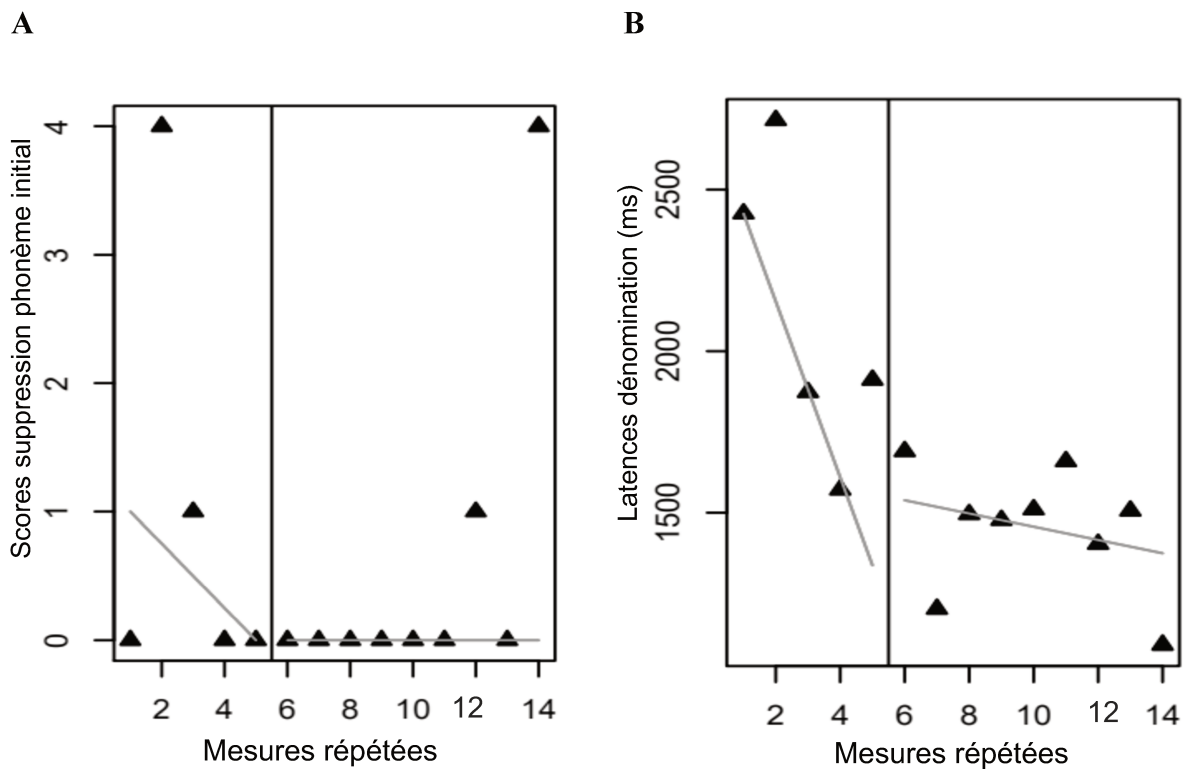 A
B
Scores suppression phonème initial
4
3
2
1
0
2 4 6 8 10 12 14
Mesures répétées
Latences dénomination (ms)
2500
2000
1500
2 4 6 8 10 12 14
Mesures répétées